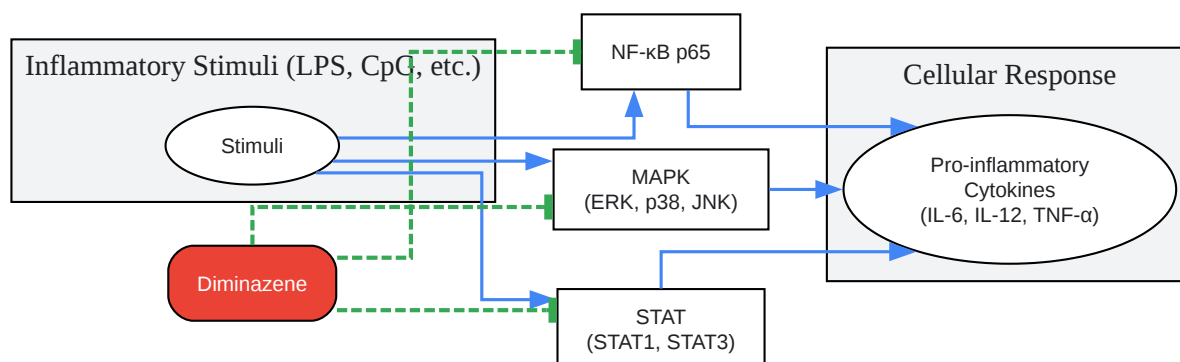 Inflammatory Stimuli (LPS, CpG, etc.)
Stimuli
Diminazene
NF-κB p65
MAPK
(ERK, p38, JNK)
STAT
(STAT1, STAT3)
Cellular Response
Pro-inflammatory
Cytokines
(IL-6, IL-12, TNF-α)